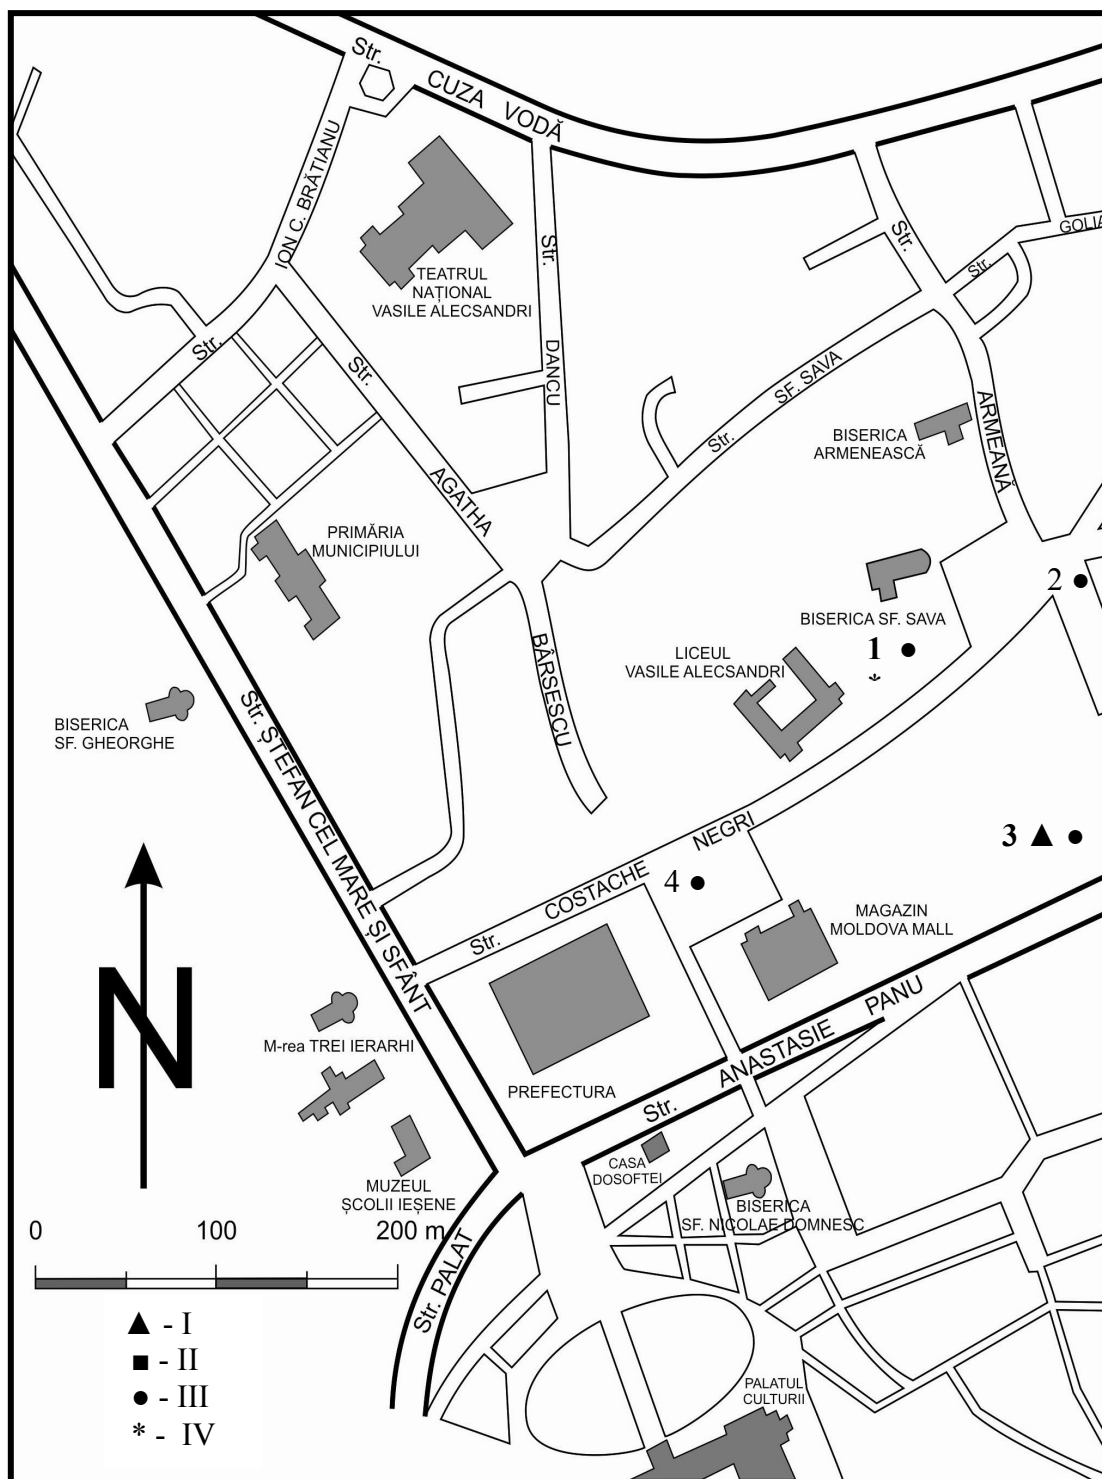 Str.
CUZA VODĂ
ION C. BRĂTIANU
Str.
GOLIA
Str.
Str.
TEATRUL
NAȚIONAL
VASILE ALECSANDRI
Str.
DANCU
Str.
AGATHA
BÂRSESCU
Str.
SF. SAVA
ARMEANĂ
BISERICA
ARMENEASCĂ
PRIMĂRIA
MUNICIPIULUI
2
BISERICA SF. SAVA
1
*
LICEUL
VASILE ALECSANDRI
BISERICA
SF. GHEORGHE
Str. ȘTEFAN CEL MARE ȘI SFÂNT
3
4
Str.
COSTACHE
NEGRI
MAGAZIN
MOLDOVA MALL
N
M-rea TREI IERARHI
PREFECTURA
Str.
ANASTASIE
PANU
CASA
DOSOFTEI
MUZEUL
ȘCOLII IEȘENE
BISERICA
SF. NICOLAE DOMNESC
0 100 200 m
Str. PALAT
- I
- II
- III
* - IV
PALATUL
CULTURII